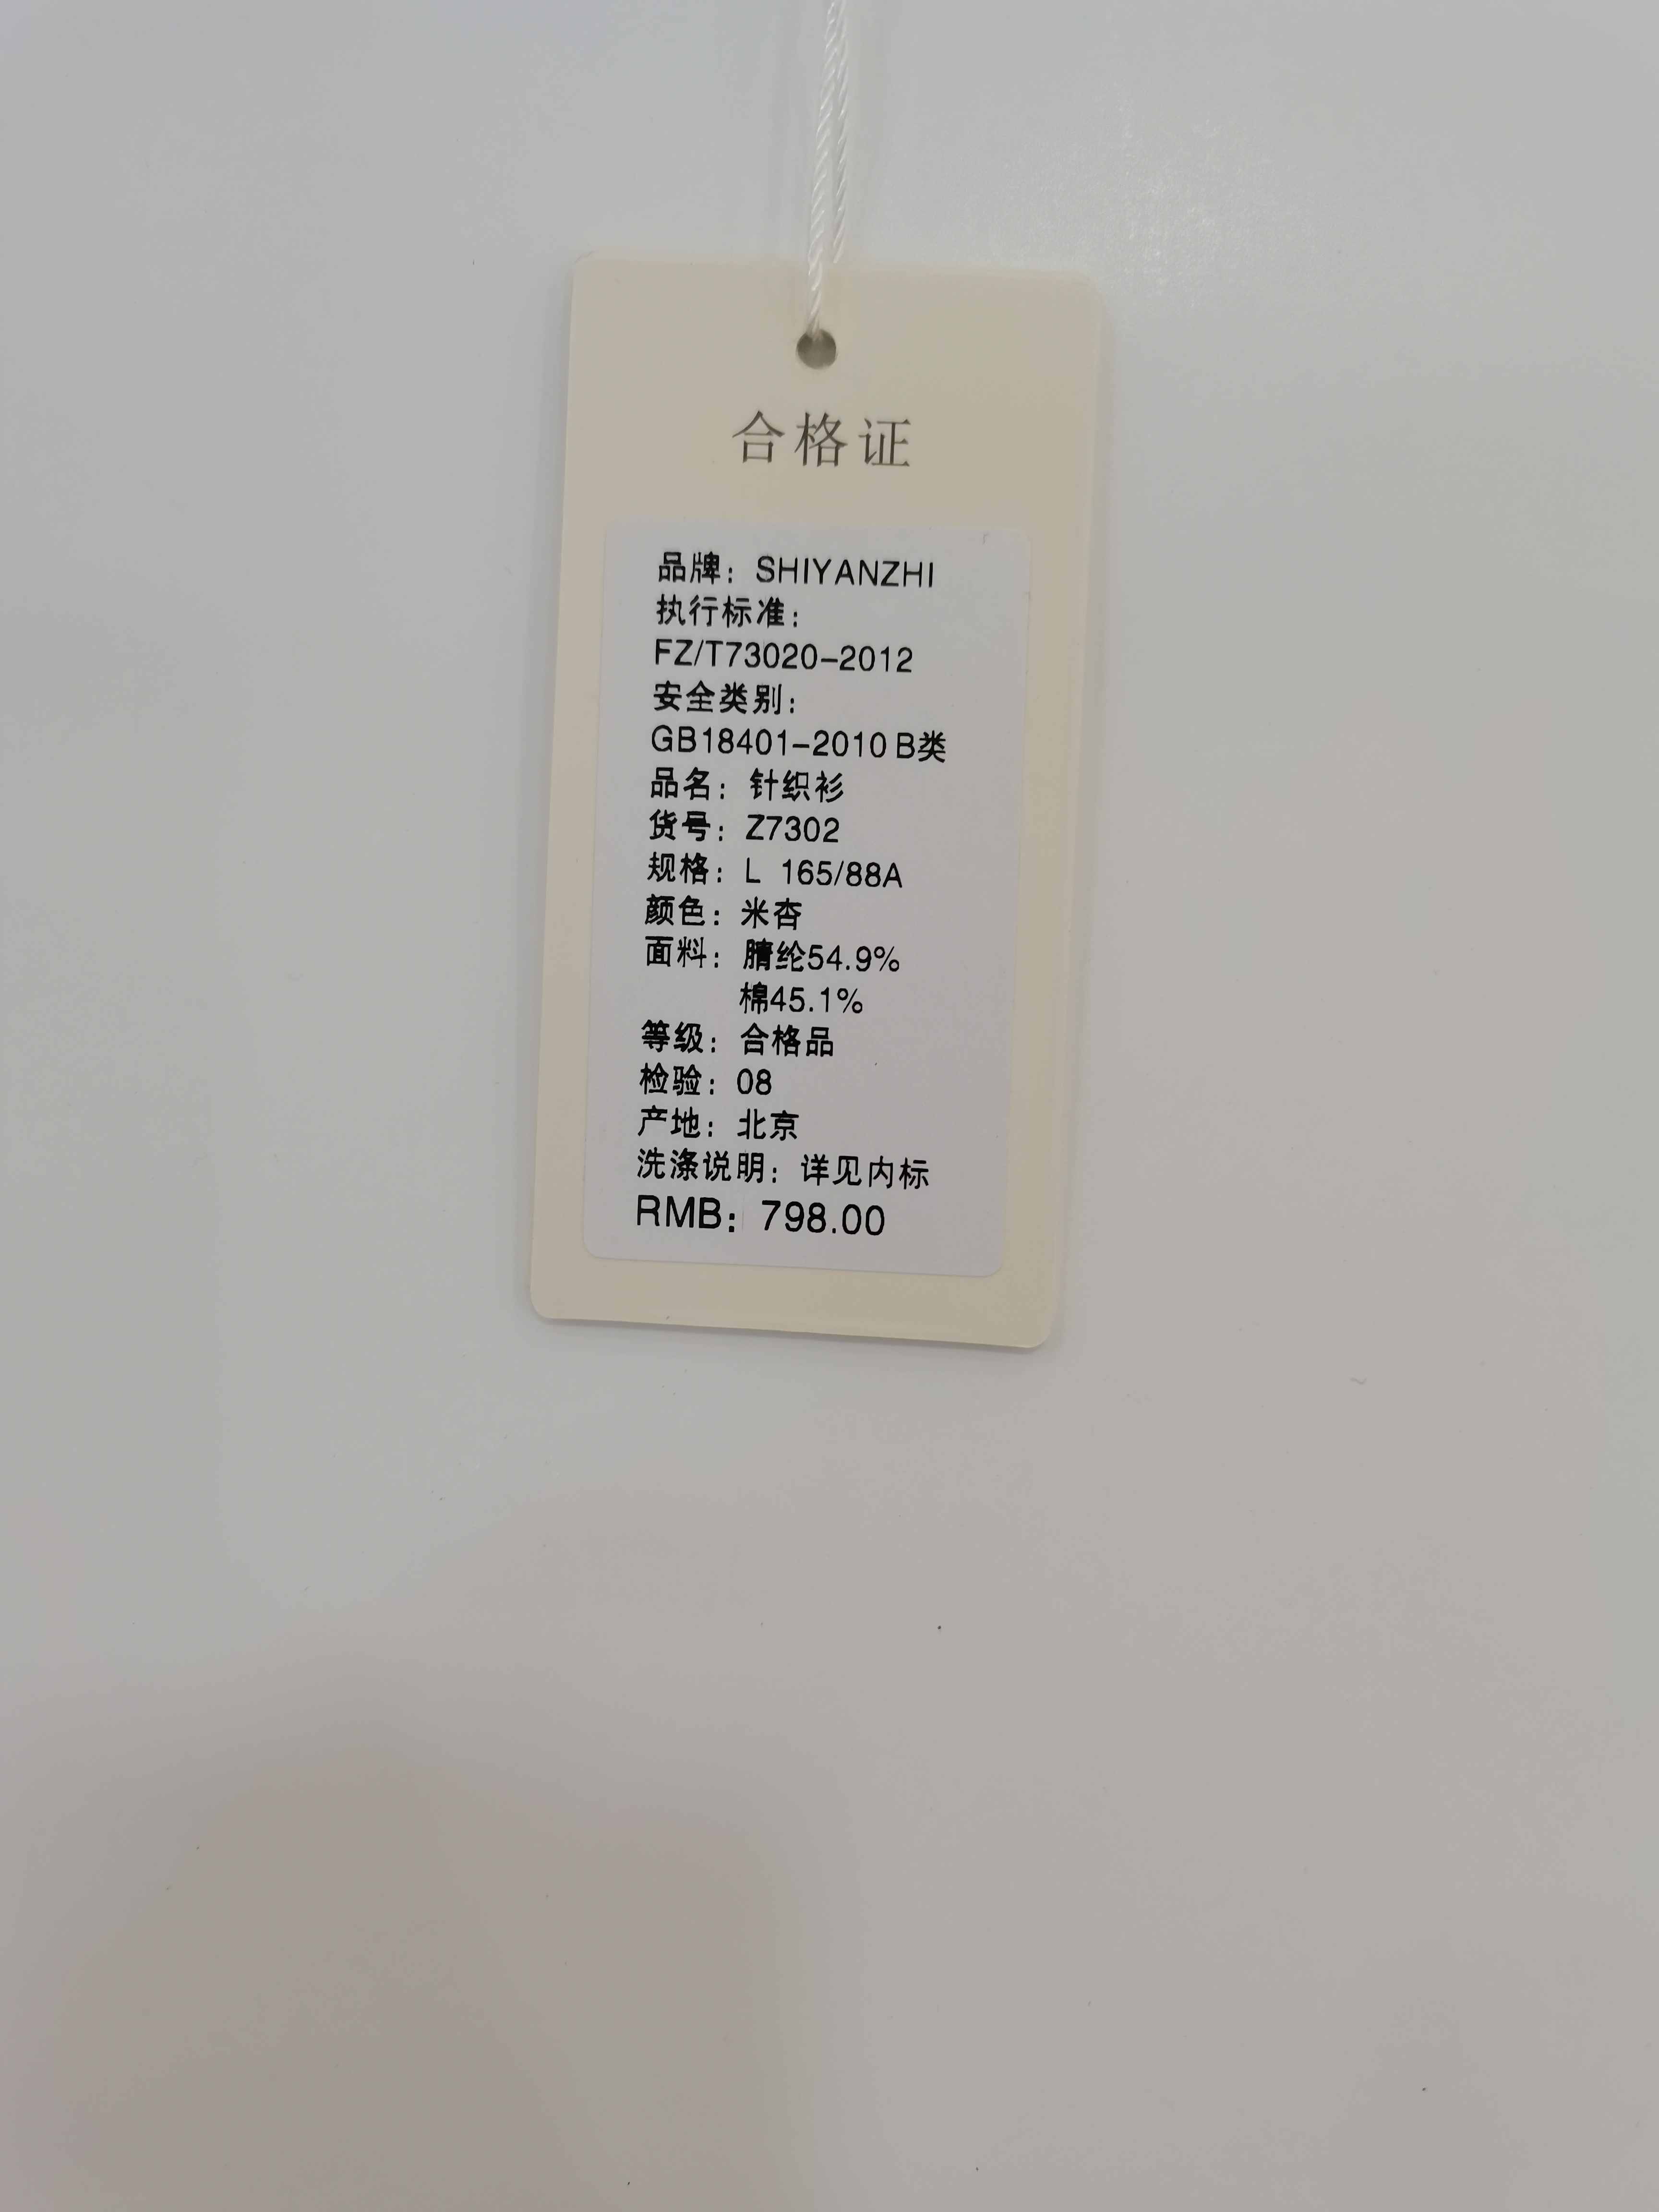 合格证
品牌：SHIYANZHI
执行标准：
FZ/T73020-2012
安全类别：
GB18401-2010 B类
品名：针织衫
货号：Z7302
规格：L 165/88A
颜色：米杏
面料：腈纶54.9%
棉45.1%
等级：合格品
检验：08
产地：北京
洗涤说明：详见内标
RMB：798.00